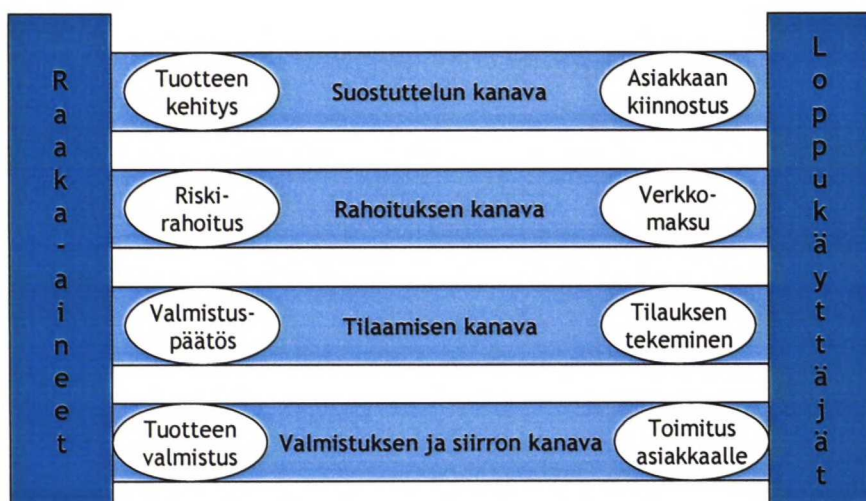 Raaka-aineet
Tuotteen
kehitys
Suostuttelun kanava
Asiakkaan
kiinnostus
Riski-
rahoitus
Rahoituksen kanava
Verkko-
maksu
Valmistus-
päätös
Tilaamisen kanava
Tilauksen
tekeminen
Tuotteen
valmistus
Valmistuksen ja siirron kanava
Toimitus
asiakkaalle
Loppukäyttäjät